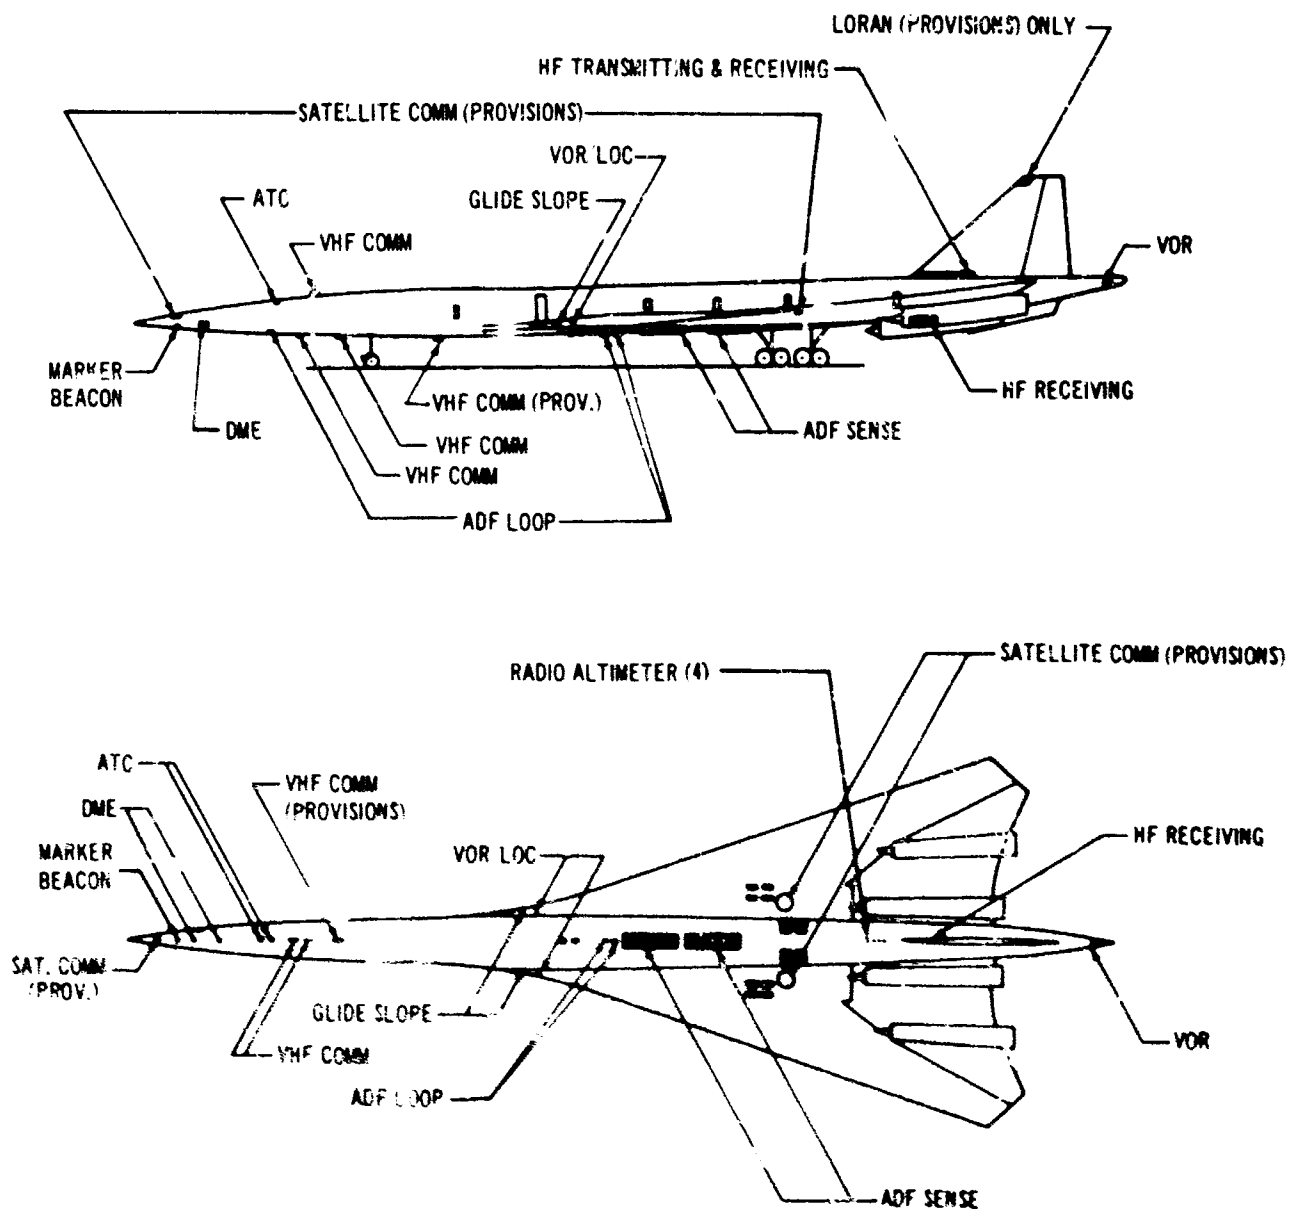 LORAN (PROVISIONS) ONLY
HF TRANSMITTING & RECEIVING
SATELLITE COMM (PROVISIONS)
VOR LOC
ATC
GLIDE SLOPE
VHF COMM
VOR
MARKER
BEACON
DME
VHF COMM (PROV.)
HF RECEIVING
ADF SENSE
VHF COMM
VHF COMM
ADF LOOP
SATELLITE COMM (PROVISIONS)
RADIO ALTIMETER (4)
ATC
VHF COMM
(PROVISIONS)
DME
MARKER
BEACON
VOR LOC
HF RECEIVING
SAT. COMM
(PROV.)
GLIDE SLOPE
VHF COMM
VOR
ADF LOOP
ADF SENSE